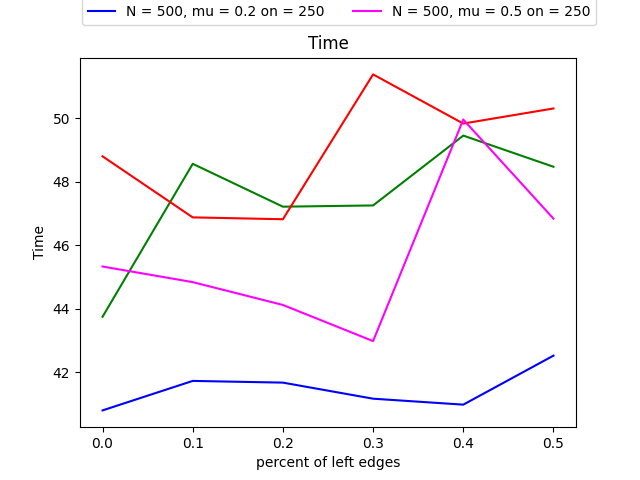 N = 500, mu = 0.2 on = 250 N = 500, mu = 0.5 on = 250
Time
50
48
46
44
42
Time
0.0 0.1 0.2 0.3 0.4 0.5
percent of left edges